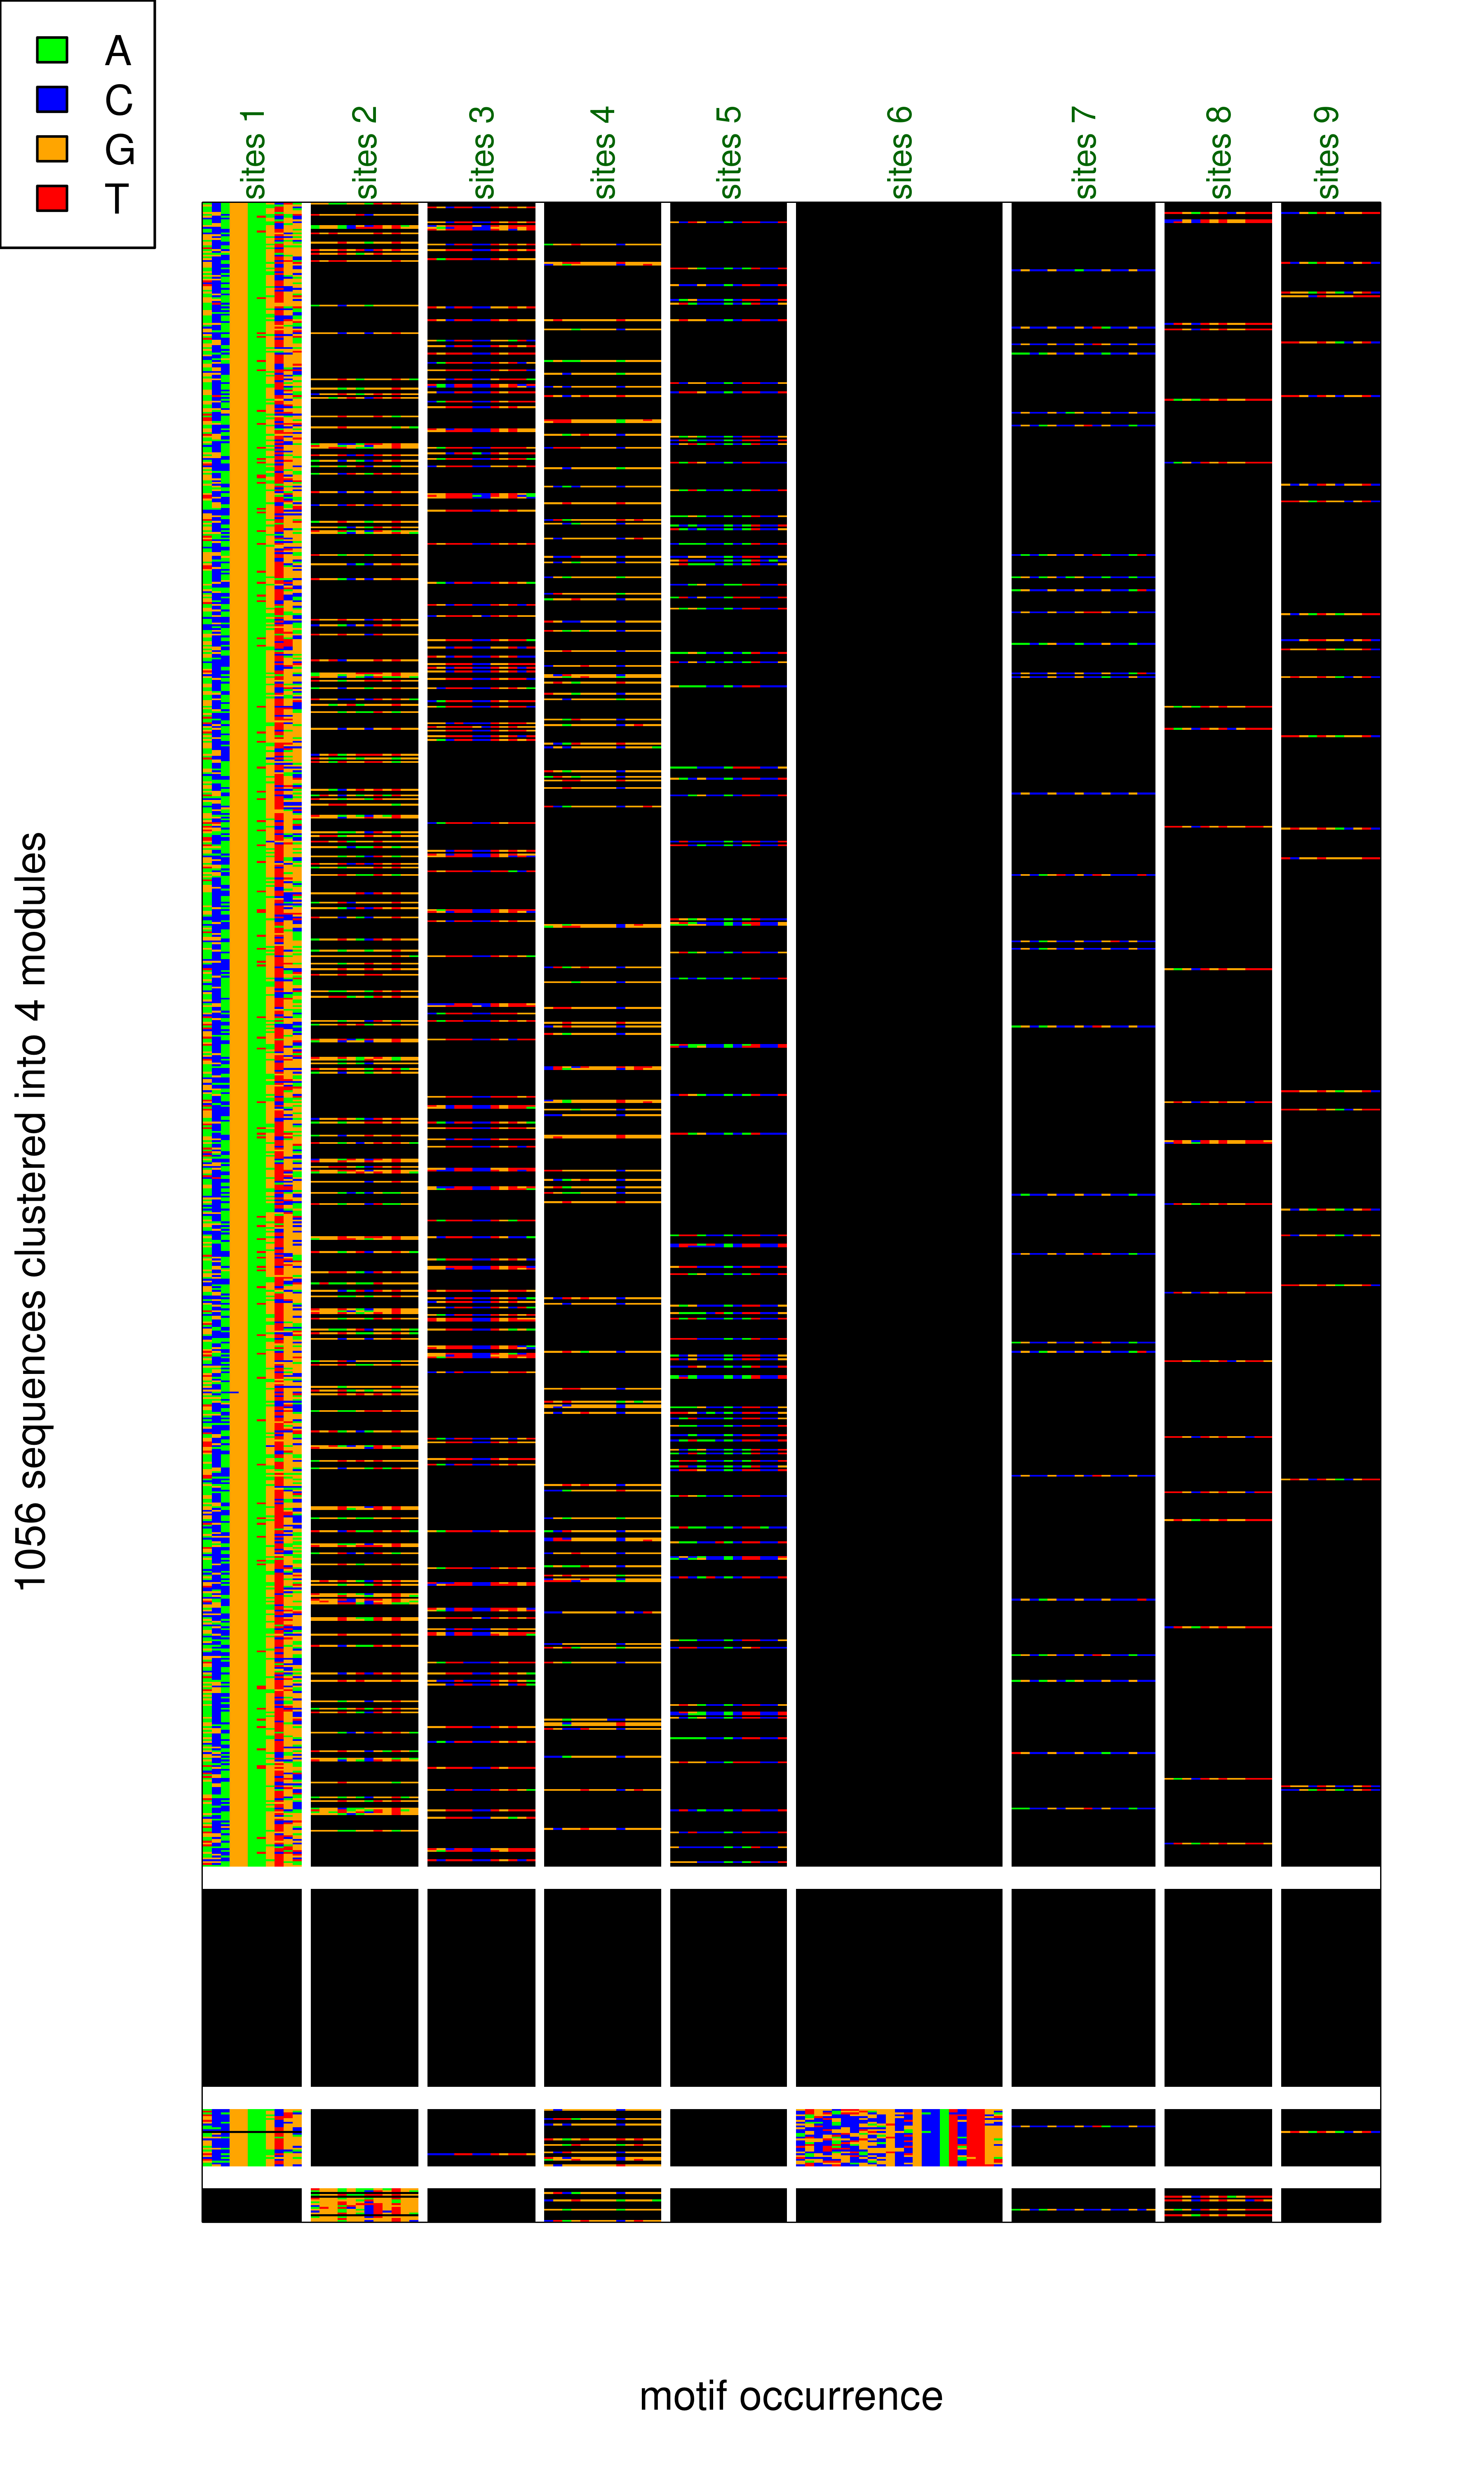 A
C
G
T
sites 1
sites 2
sites 3
sites 4
sites 5
sites 6
sites 7
sites 8
sites 9
1056 sequences clustered into 4 modules
motif occurrence